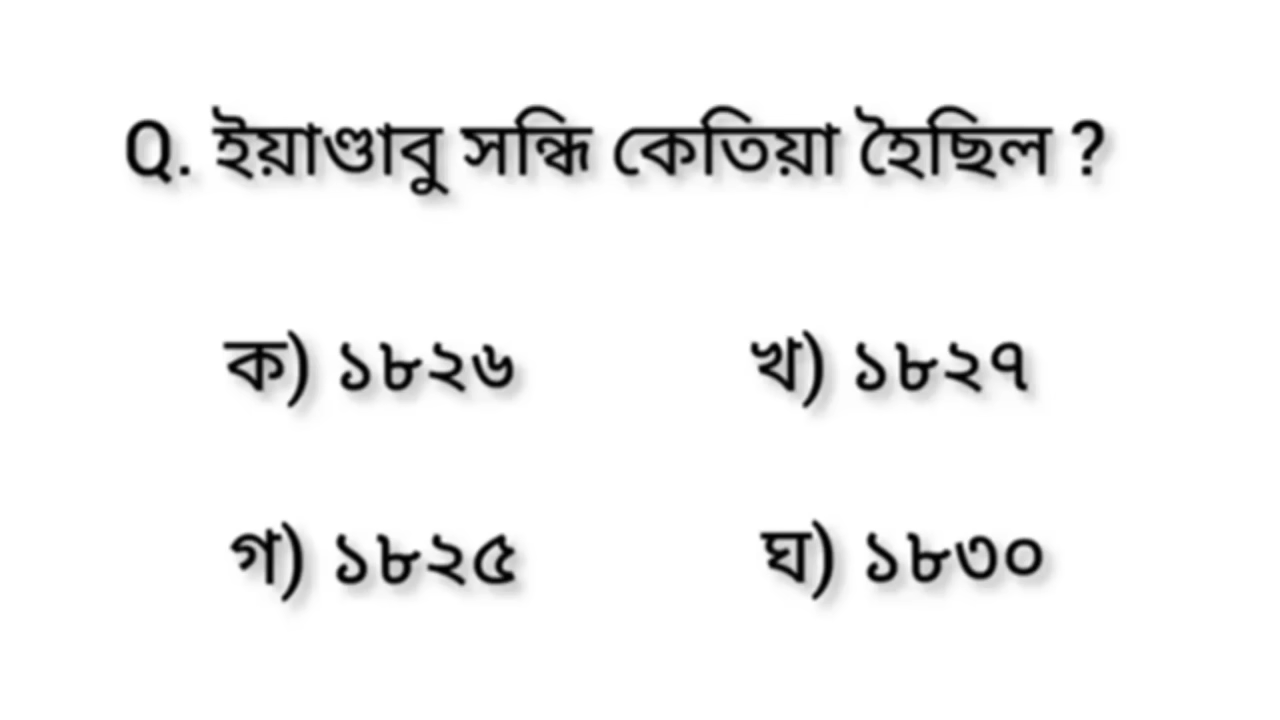 Q. ইয়াণ্ডাবু সন্ধি কেতিয়া হৈছিল ?
ক) ১৮২৬ খ) ১৮২৭
গ) ১৮২৫ ঘ) ১৮৩০